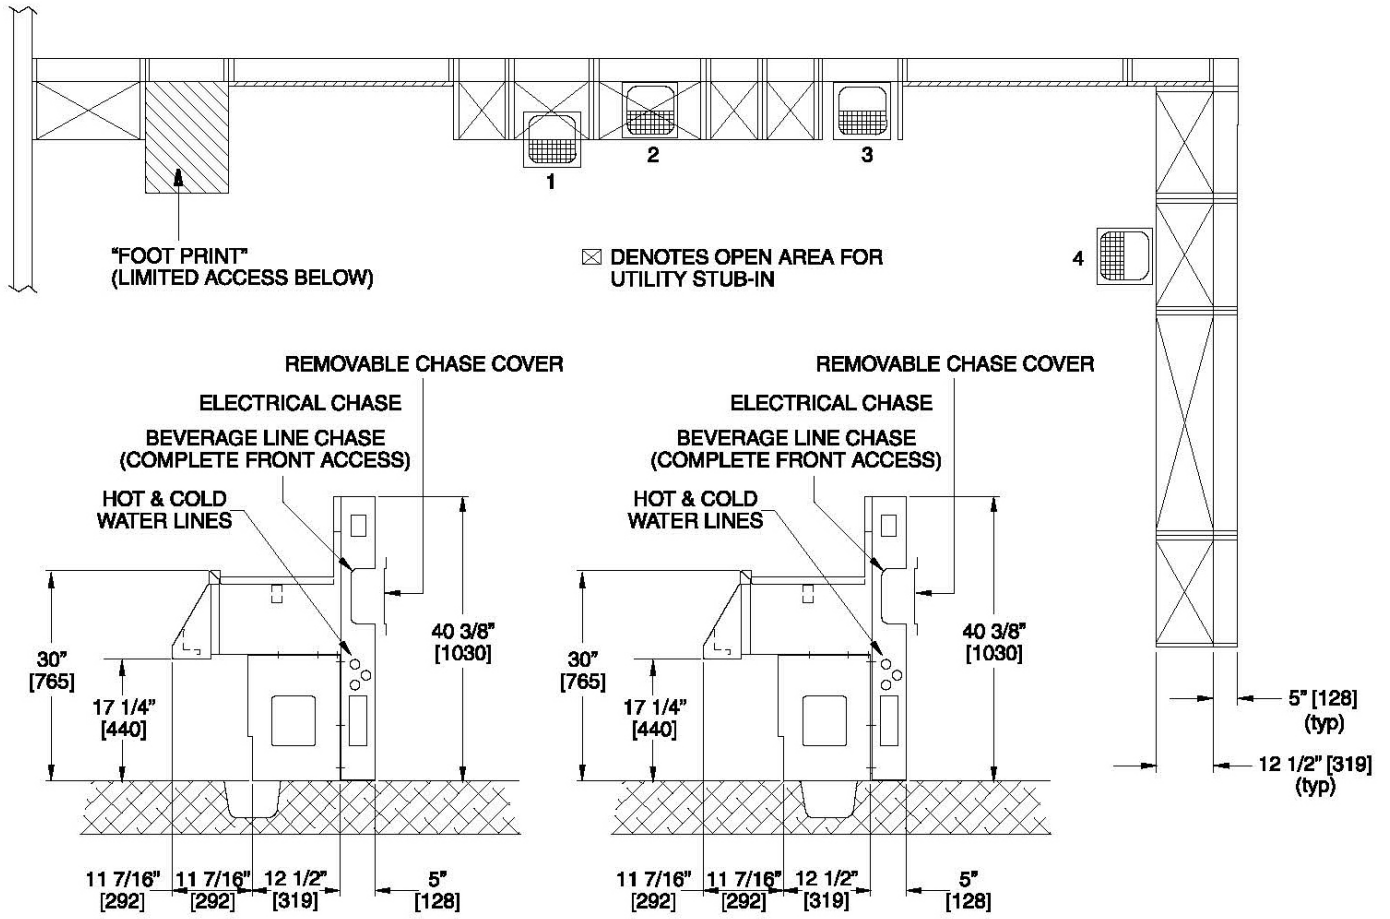 1
2
3
4
“FOOT PRINT”
(LIMITED ACCESS BELOW)
DENOTES OPEN AREA FOR
UTILITY STUB-IN
REMOVABLE CHASE COVER
ELECTRICAL CHASE
BEVERAGE LINE CHASE
(COMPLETE FRONT ACCESS)
HOT & COLD
WATER LINES
40 3/8”
[1030]
30”
[765]
17 1/4”
[440]
11 7/16”
[292]
11 7/16”
[292]
12 1/2”
[319]
5”
[128]
REMOVABLE CHASE COVER
ELECTRICAL CHASE
BEVERAGE LINE CHASE
(COMPLETE FRONT ACCESS)
HOT & COLD
WATER LINES
40 3/8”
[1030]
30”
[765]
17 1/4”
[440]
11 7/16”
[292]
11 7/16”
[292]
12 1/2”
[319]
5”
[128]
5” [128]
(typ)
12 1/2” [319]
(typ)